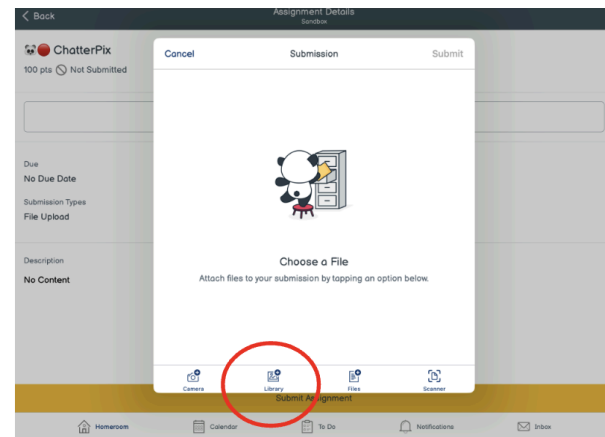 Back
Assignment Details
Sandbox
ChatterPix
100 pts Not Submitted
Cancel Submission Submit
Due
No Due Date
Submission Types
File Upload
Description
No Content
Choose a File
Attach files to your submission by tapping an option below.
Camera Library Files Scanner
Submit Assignment
Homeroom Calendar To Do Notifications Inbox